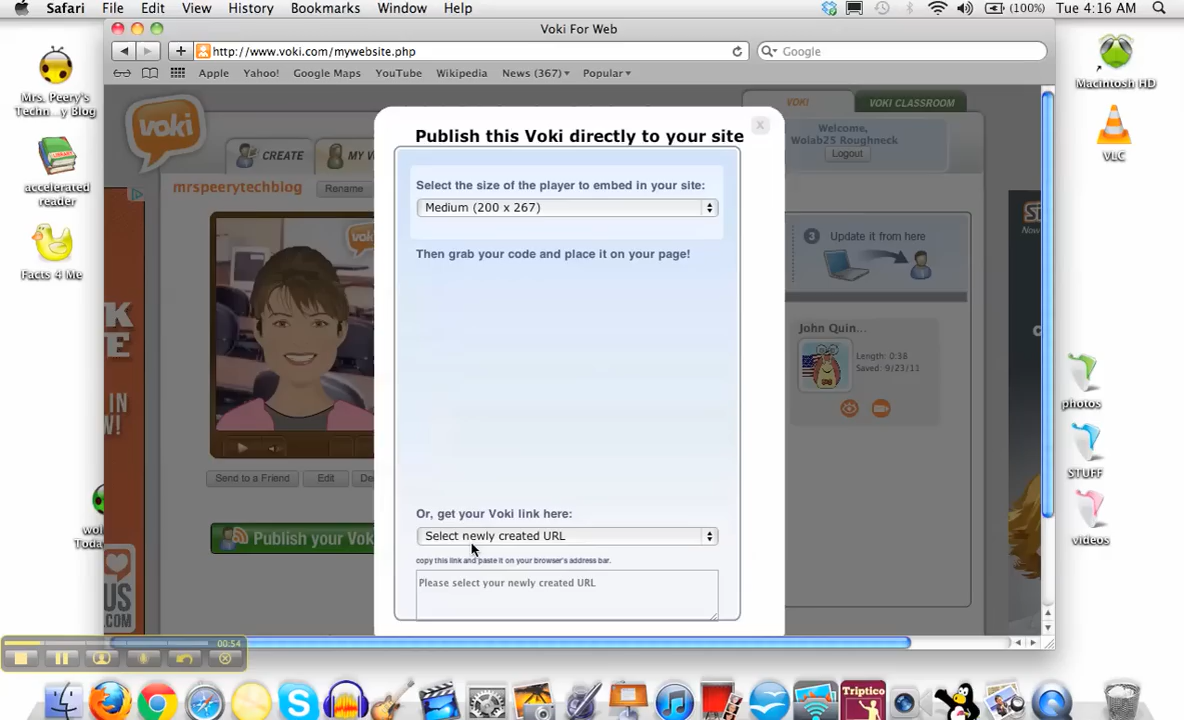 Safari File Edit View History Bookmarks Window Help (100%) Tue 4:16 AM
Voki For Web
http://www.voki.com/mywebsite.php
Google
Apple Yahoo! Google Maps YouTube Wikipedia News (367) Popular
Mrs. Peery's
Techn...y Blog
accelerated
reader
Facts 4 Me
Macintosh HD
VLC
photos
STUFF
videos
voki
CREATE
MY V
VOKI
VOKI CLASSROOM
Welcome,
Wolab25 Roughneck
Logout
mrspeerytechblog
Rename
Send to a Friend
Edit
De
Publish your Vok
Publish this Voki directly to your site
x
Select the size of the player to embed in your site:
Medium (200 x 267)
Then grab your code and place it on your page!
Or, get your Voki link here:
Select newly created URL
copy this link and paste it on your browser's address bar.
Please select your newly created URL
3 Update it from here
John Quin...
Length: 0:38
Saved: 9/23/11
Now
00:54
Triptico